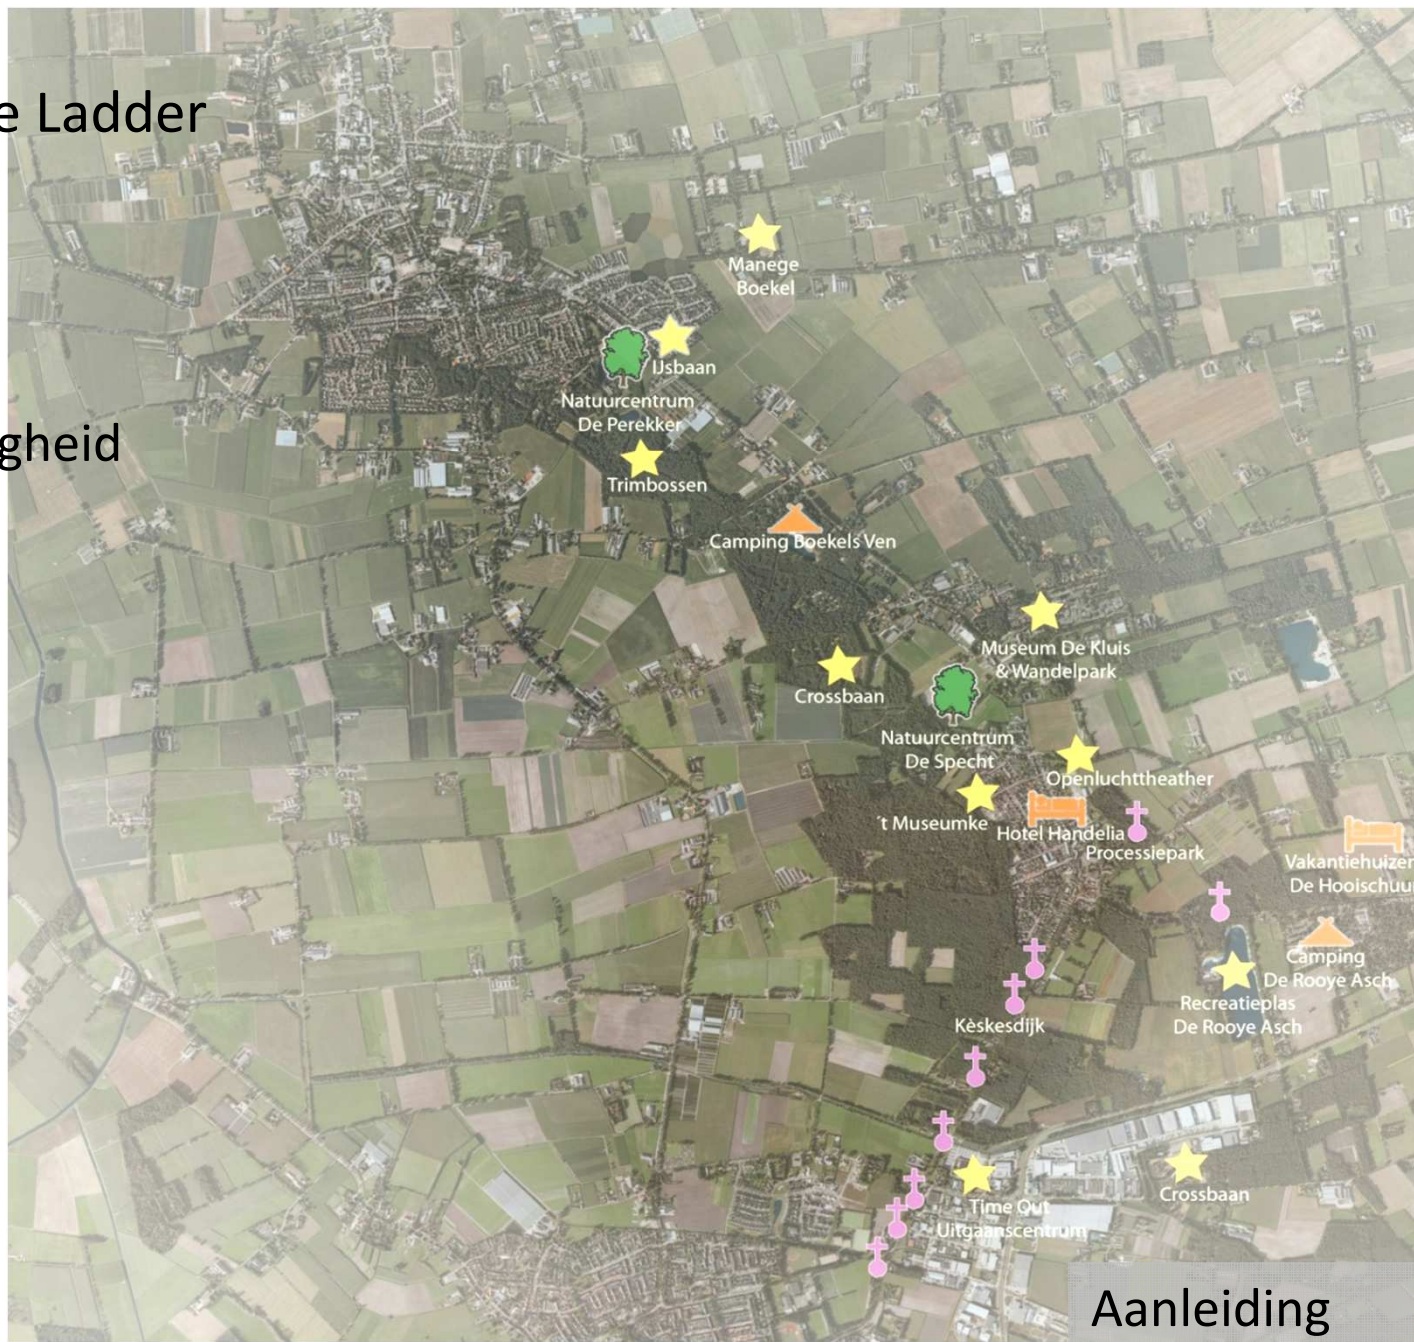 e Ladder
Manege
Boekel
IJsbaan
Natuurcentrum
De Perekker
gheid
Trimbossen
Camping Boekels Ven
Museum De Kluis
& Wandelpark
Crossbaan
Natuurcentrum
De Specht
Openluchttheather
't Museumke
Hotel Handelia
Processiepark
Vakantiehuizen
De Hooischuur
Camping
De Rooye Asch
Recreatieplas
De Rooye Asch
Kèskesdijk
Crossbaan
Time Out
Uitgaanscentrum
Aanleiding